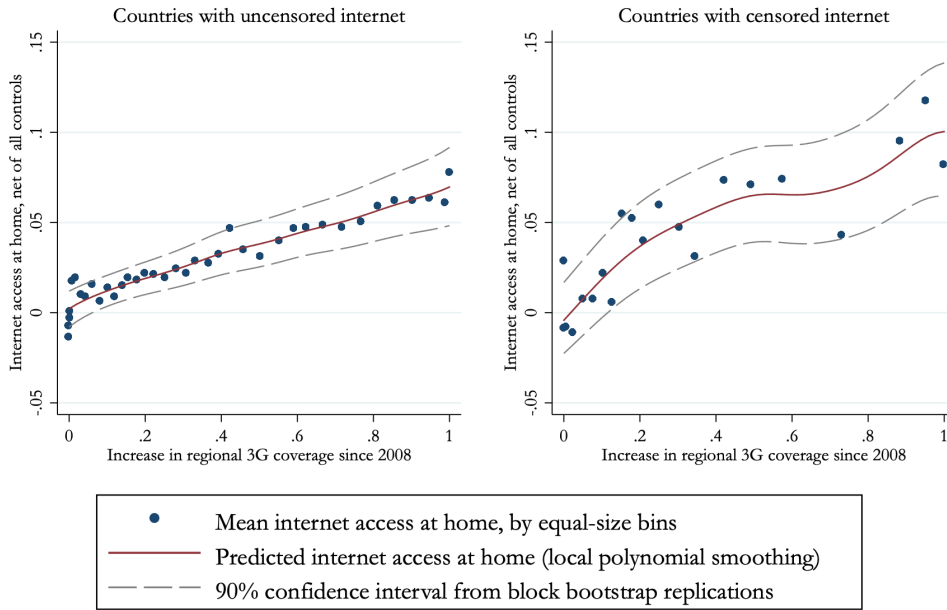 Countries with uncensored internet
Internet access at home, net of all controls
.15
.1
.05
0
-.05
0 .2 .4 .6 .8 1
Increase in regional 3G coverage since 2008
Countries with censored internet
Internet access at home, net of all controls
.15
.1
.05
0
-.05
0 .2 .4 .6 .8 1
Increase in regional 3G coverage since 2008
Mean internet access at home, by equal-size bins
Predicted internet access at home (local polynomial smoothing)
90% confidence interval from block bootstrap replications